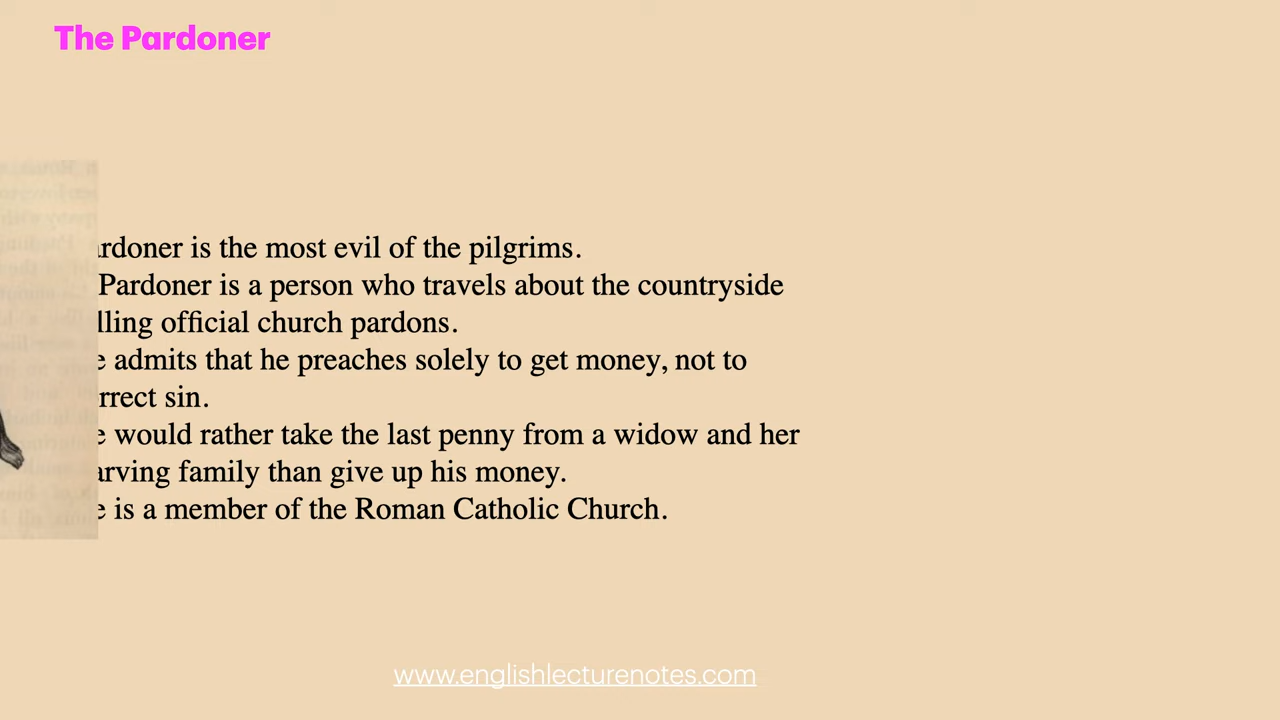 The Pardoner
rdoner is the most evil of the pilgrims.
Pardoner is a person who travels about the countryside
lling official church pardons.
e admits that he preaches solely to get money, not to
rrect sin.
e would rather take the last penny from a widow and her
arving family than give up his money.
e is a member of the Roman Catholic Church.
www.englishlecturenotes.com